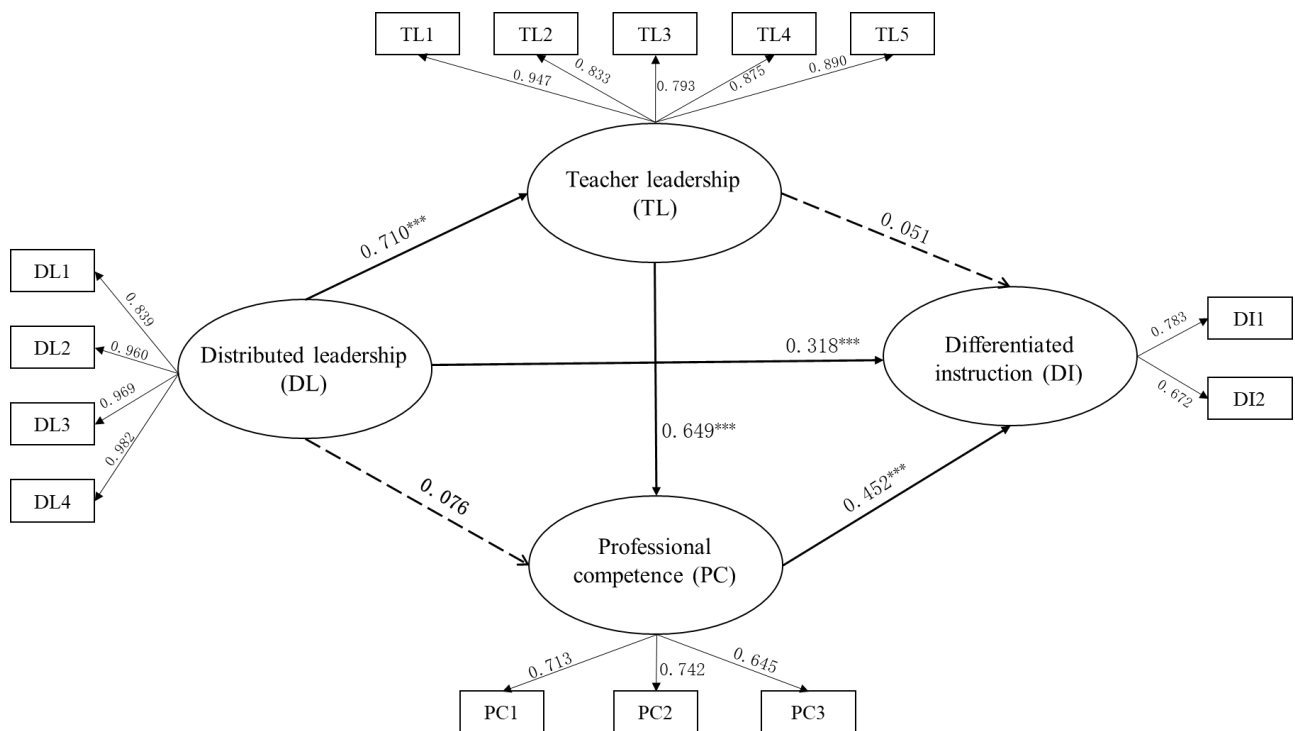 TL1 TL2 TL3 TL4 TL5
0.947 0.833 0.793 0.875 0.890
Teacher leadership
(TL)
0.710***
0.051
DL1
DL2
DL3
DL4
0.839
0.960
0.969
0.982
Distributed leadership
(DL)
0.318***
Differentiated
instruction (DI)
0.783
0.672
DI1
DI2
0.649***
0.076
0.452***
Professional
competence (PC)
0.713 0.742 0.645
PC1 PC2 PC3